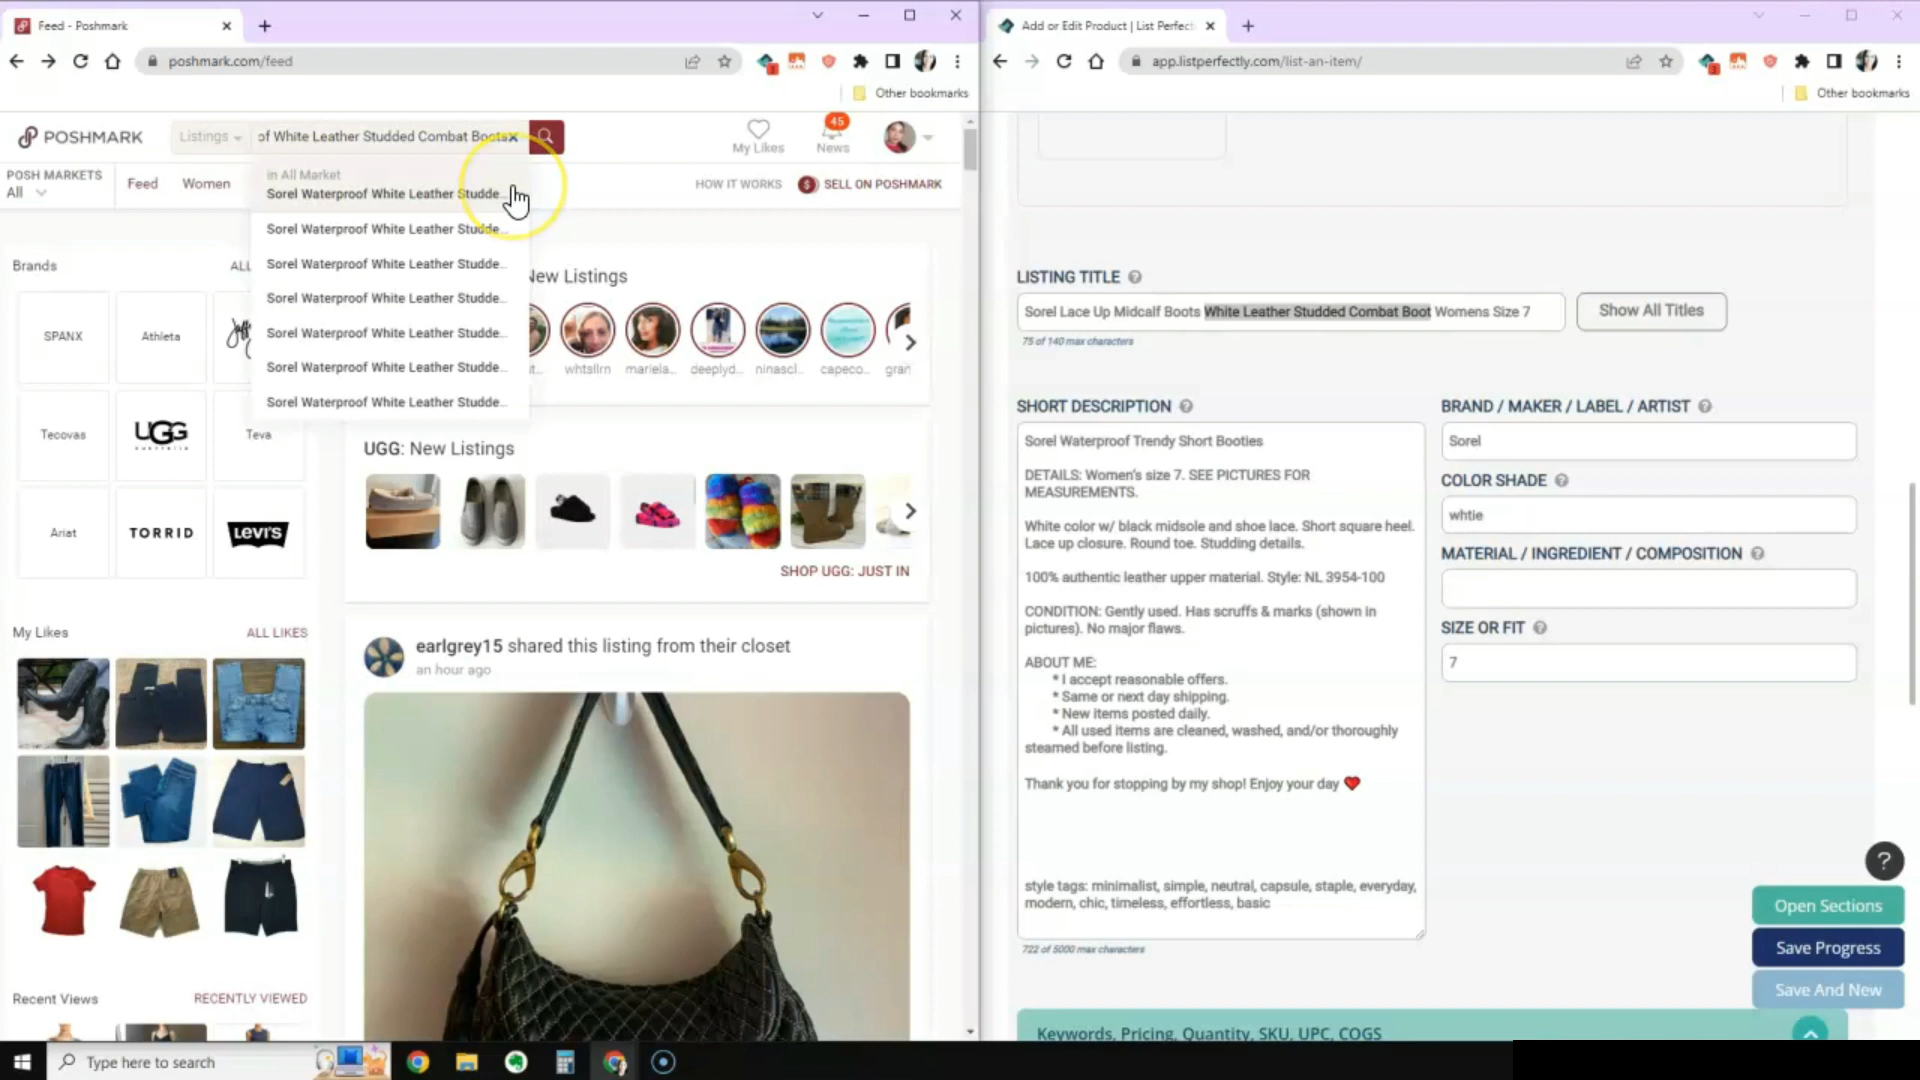 Feed - Poshmark
Add or Edit Product | List Perfect
poshmark.com/feed
app.listperfectly.com/list-an-item/
Other bookmarks
Other bookmarks
POSHMARK
Listings
of White Leather Studded Combat Boots
My Likes
45
News
POSH MARKETS
All
Feed
Women
HOW IT WORKS
SELL ON POSHMARK
in All Market
Sorel Waterproof White Leather Studde...
Sorel Waterproof White Leather Studde...
Sorel Waterproof White Leather Studde...
Sorel Waterproof White Leather Studde...
Sorel Waterproof White Leather Studde...
Sorel Waterproof White Leather Studde...
Sorel Waterproof White Leather Studde...
Brands
ALL
SPANX
Athleta
Tecovas
UGG
Teva
Ariat
TORRID
LEVI'S
New Listings
whtsllrn
mariela...
deeplyd...
ninascl...
capeco...
gran
UGG: New Listings
SHOP UGG: JUST IN
My Likes
ALL LIKES
earlgrey15 shared this listing from their closet
an hour ago
Recent Views
RECENTLY VIEWED
LISTING TITLE
Sorel Lace Up Midcalf Boots White Leather Studded Combat Boot Womens Size 7
Show All Titles
75 of 140 max characters
SHORT DESCRIPTION
Sorel Waterproof Trendy Short Booties
DETAILS: Women's size 7. SEE PICTURES FOR
MEASUREMENTS.
White color w/ black midsole and shoe lace. Short square heel.
Lace up closure. Round toe. Studding details.
100% authentic leather upper material. Style: NL 3954-100
CONDITION: Gently used. Has scruffs & marks (shown in
pictures). No major flaws.
ABOUT ME:
* I accept reasonable offers.
* Same or next day shipping.
* New items posted daily.
* All used items are cleaned, washed, and/or thoroughly
steamed before listing.
Thank you for stopping by my shop! Enjoy your day ❤
style tags: minimalist, simple, neutral, capsule, staple, everyday,
modern, chic, timeless, effortless, basic
722 of 5000 max characters
BRAND / MAKER / LABEL / ARTIST
Sorel
COLOR SHADE
whtie
MATERIAL / INGREDIENT / COMPOSITION
SIZE OR FIT
7
?
Open Sections
Save Progress
Save And New
Keywords, Pricing, Quantity, SKU, UPC, COGS
Type here to search